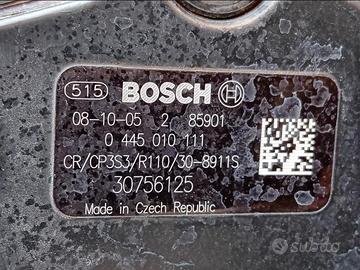 515 BOSCH
08-10-05 2 85901
0 445 010 111
CR/CP3S3/R110/30-8911S
30756125
Made in Czech Republic
subito